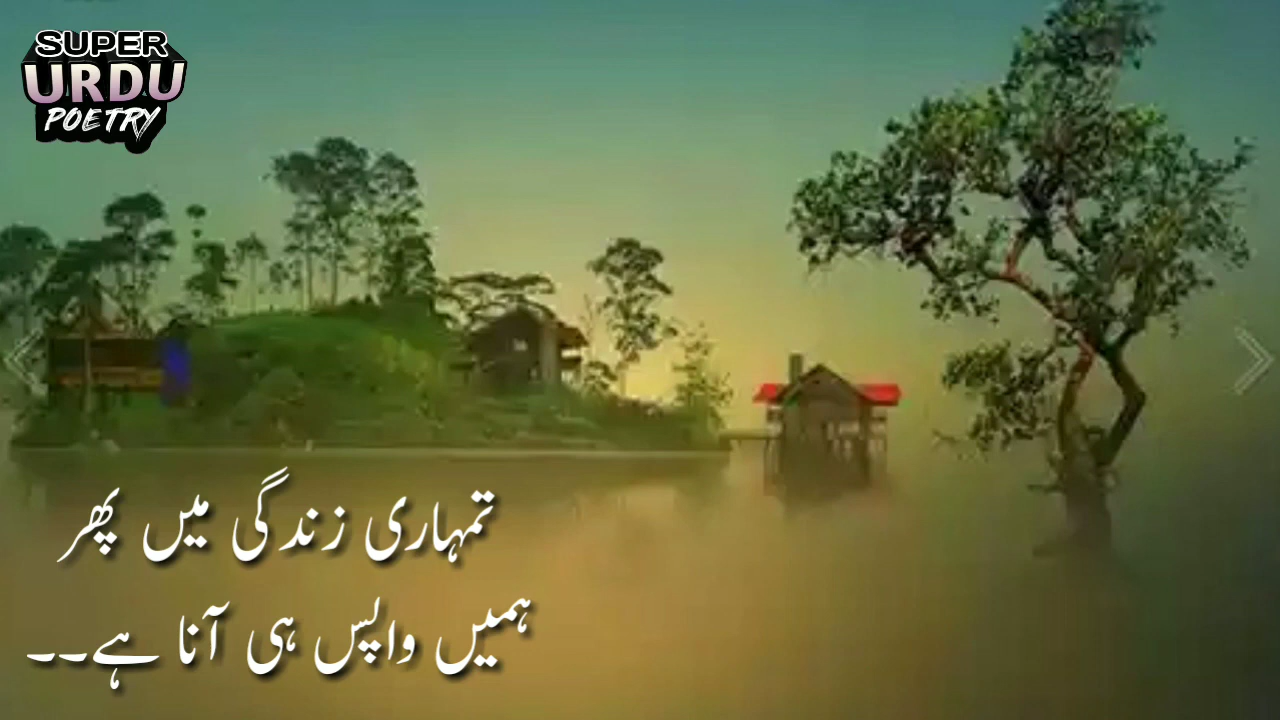 SUPER
URDU
POETRY
تمہاری زندگی میں پھر
ہمیں واپس ہی آنا ہے۔۔